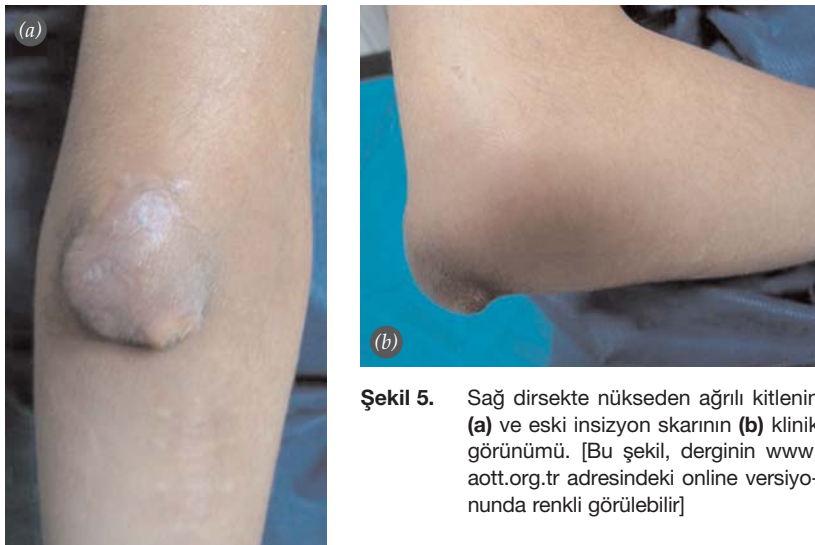 (a)
(b)
Şekil 5. Sağ dirsekte nükseden ağrılı kitlenin
(a) ve eski insizyon skarının (b) klinik
görünümü. [Bu şekil, derginin www.
aott.org.tr adresindeki online versiyo-
nunda renkli görülebilir]